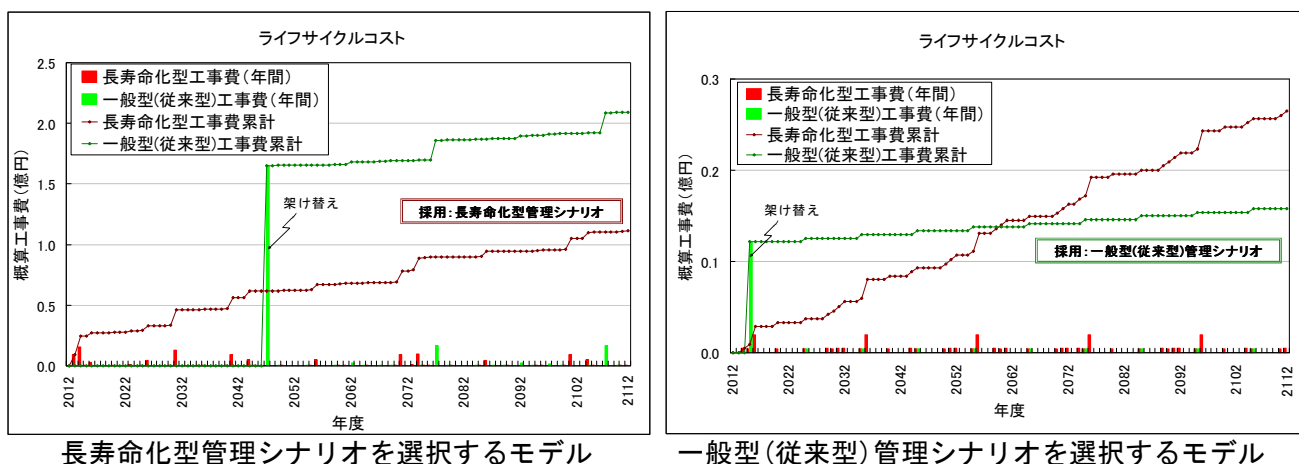 ライフサイクルコスト
概算工事費(億円)
2.5
2.0
1.5
1.0
0.5
0.0
長寿命化型工事費(年間)
一般型(従来型)工事費(年間)
長寿命化型工事費累計
一般型(従来型)工事費累計
架け替え
採用:長寿命化型管理シナリオ
2012
2022
2032
2042
2052
2062
2072
2082
2092
2102
2112
年度
長寿命化型管理シナリオを選択するモデル
ライフサイクルコスト
概算工事費(億円)
0.3
0.2
0.1
0.0
長寿命化型工事費(年間)
一般型(従来型)工事費(年間)
長寿命化型工事費累計
一般型(従来型)工事費累計
架け替え
採用:一般型(従来型)管理シナリオ
2012
2022
2032
2042
2052
2062
2072
2082
2092
2102
2112
年度
一般型(従来型)管理シナリオを選択するモデル